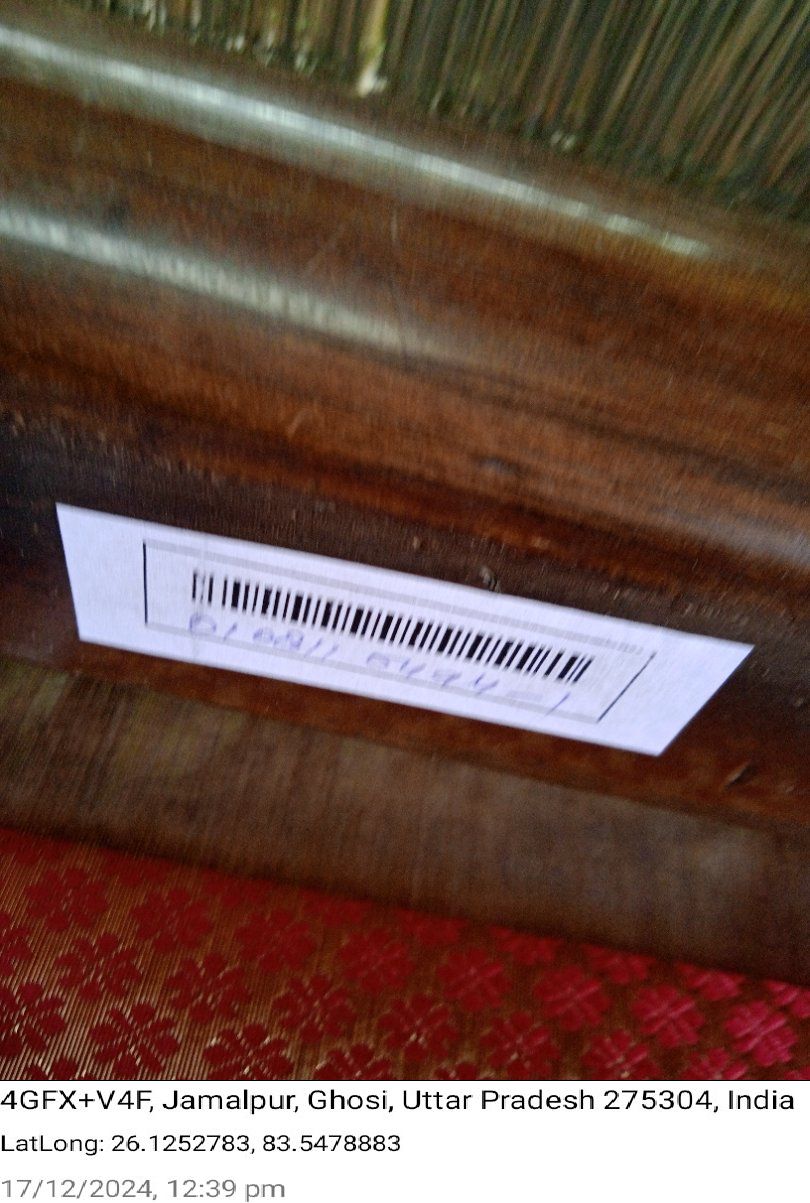 4GFX+V4F, Jamalpur, Ghosi, Uttar Pradesh 275304, India
LatLong: 26.1252783, 83.5478883
17/12/2024, 12:39 pm